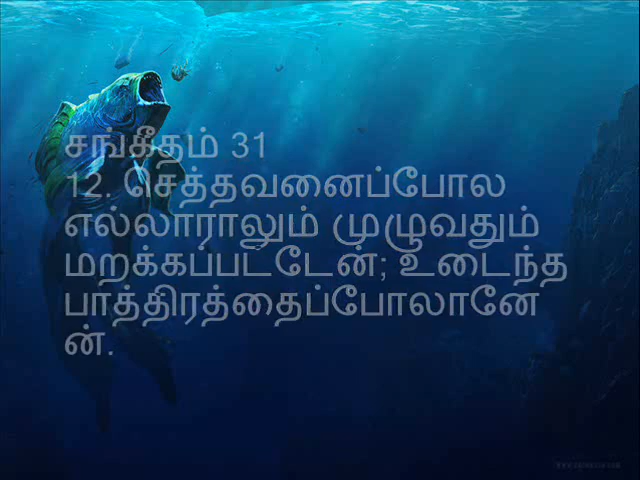 சங்கீதம் 31
12. செத்தவனைப்போல
எல்லாராலும் முழுவதும்
மறக்கப்பட்டேன்; உடைந்த
பாத்திரத்தைப்போலானே
ன்.